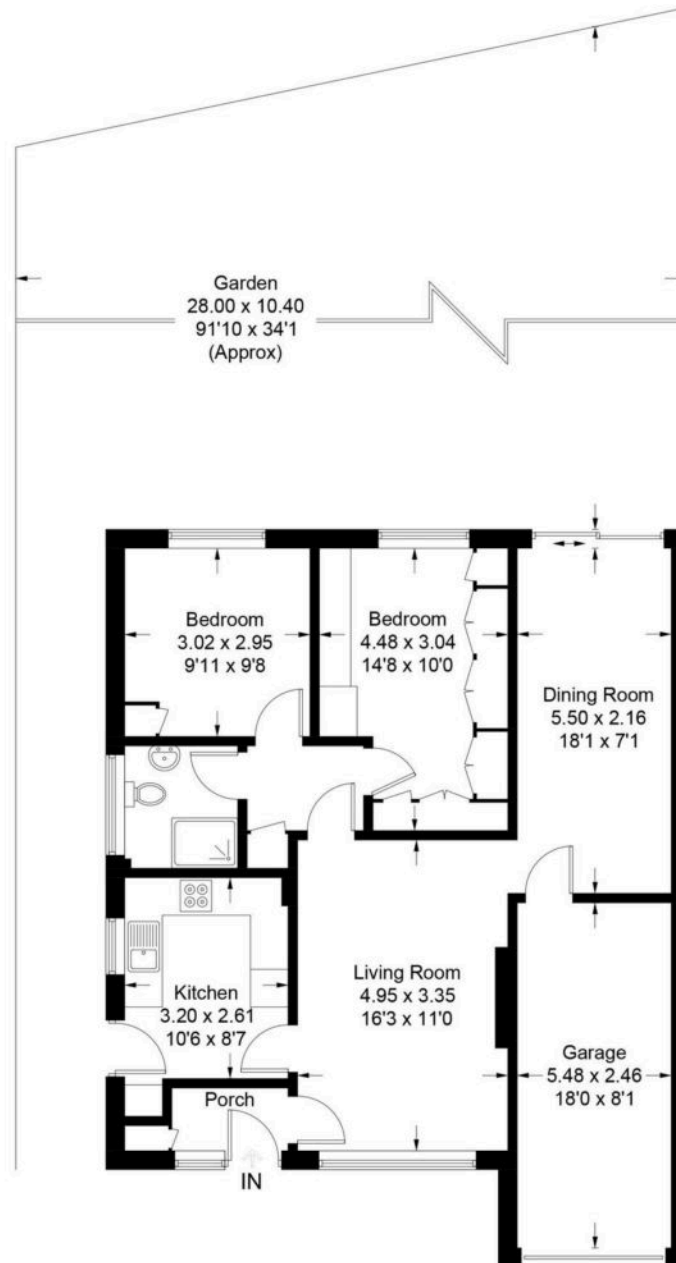 Garden
28.00 x 10.40
91'10 x 34'1
(Approx)
Bedroom
3.02 x 2.95
9'11 x 9'8
Bedroom
4.48 x 3.04
14'8 x 10'0
Dining Room
5.50 x 2.16
18'1 x 7'1
Kitchen
3.20 x 2.61
10'6 x 8'7
Living Room
4.95 x 3.35
16'3 x 11'0
Garage
5.48 x 2.46
18'0 x 8'1
Porch
IN